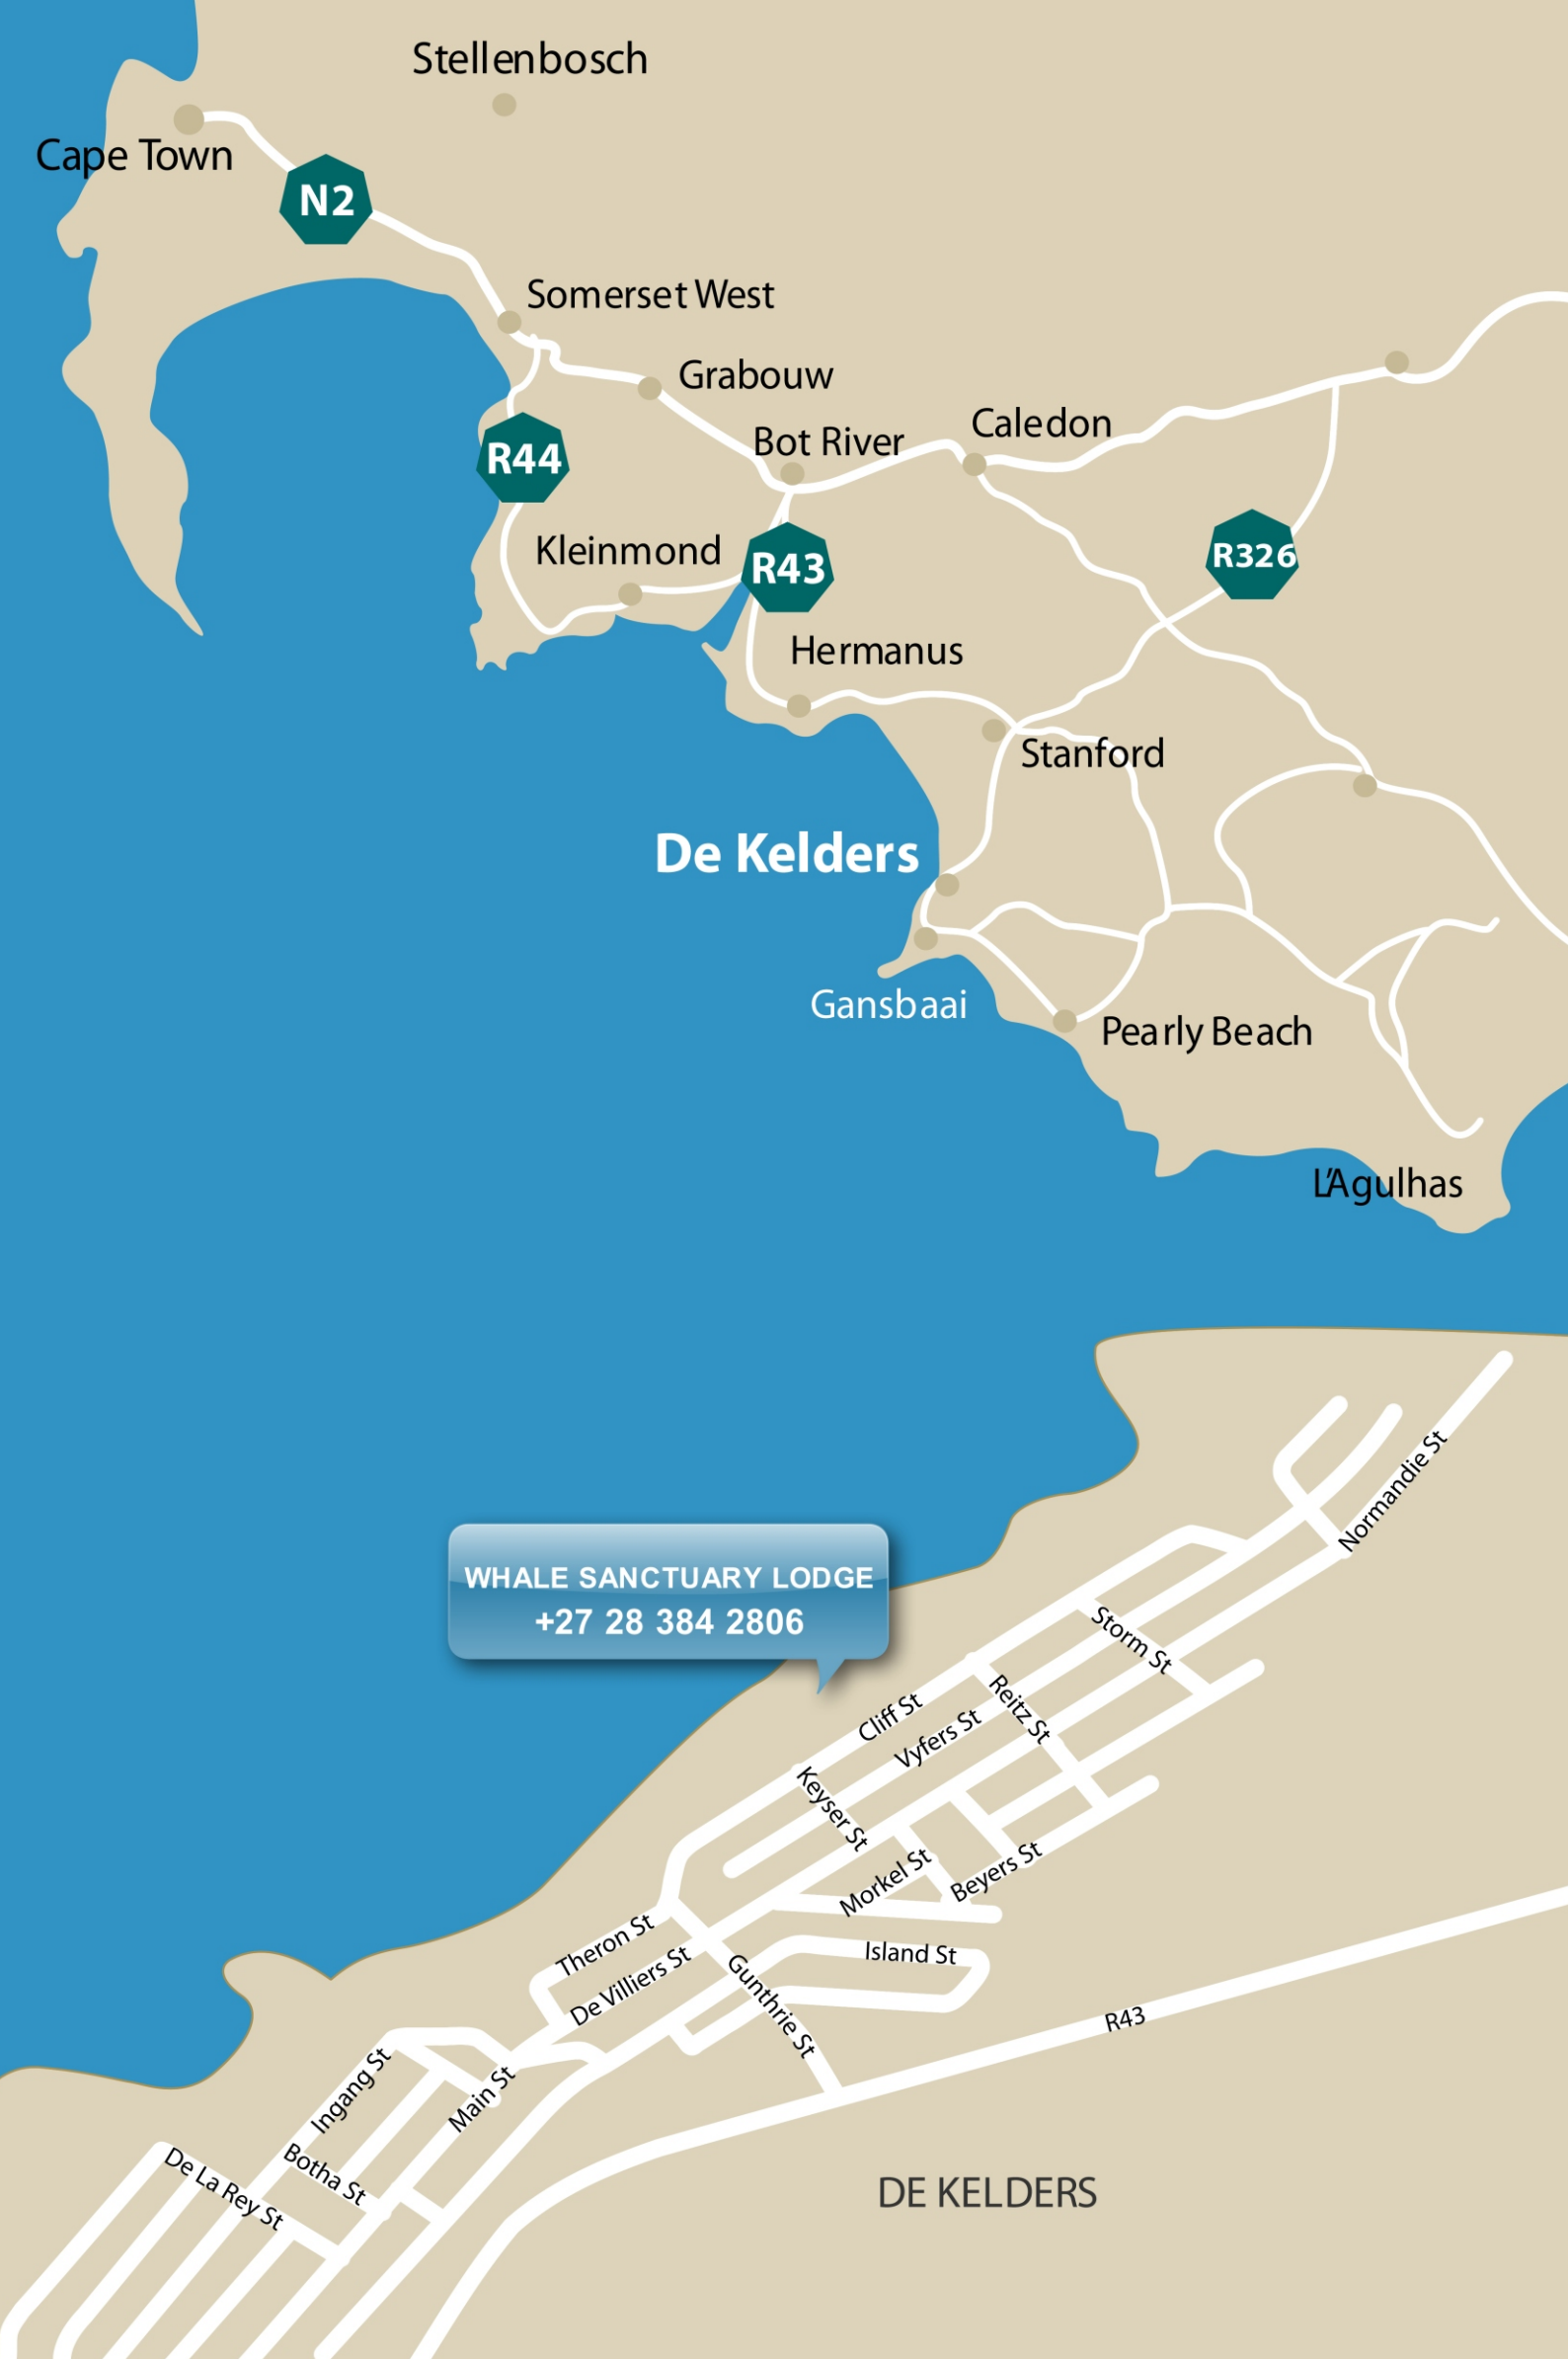 Stellenbosch
Cape Town
N2
Somerset West
Grabouw
Caledon
Bot River
R44
Kleinmond
R43
R326
Hermanus
Stanford
De Kelders
Gansbaai
Pearly Beach
L'Agulhas
Normandie St
WHALE SANCTUARY LODGE
+27 28 384 2806
Storm St
Reitz St
Cliff St
Vyfers St
Keyser St
Morkel St
Beyers St
Theron St
Island St
De Villiers St
Gunthrie St
R43
Ingang St
Main St
Botha St
De La Rey St
DE KELDERS